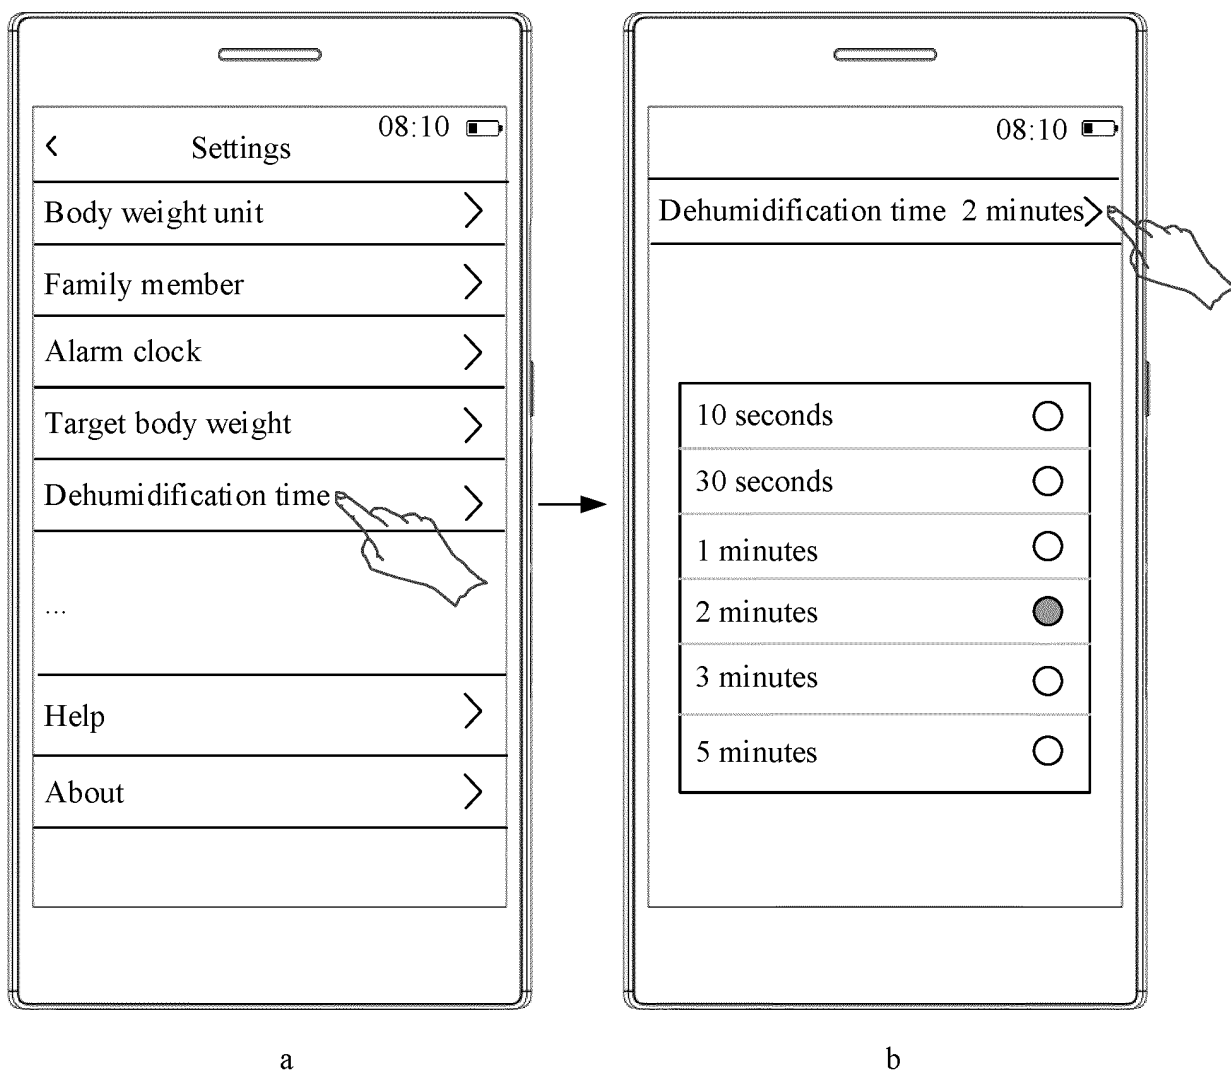 08:10
< Settings
Body weight unit >
Family member >
Alarm clock >
Target body weight >
Dehumidification time >
...
Help >
About >
a
08:10
Dehumidification time 2 minutes >
10 seconds
30 seconds
1 minutes
2 minutes
3 minutes
5 minutes
b